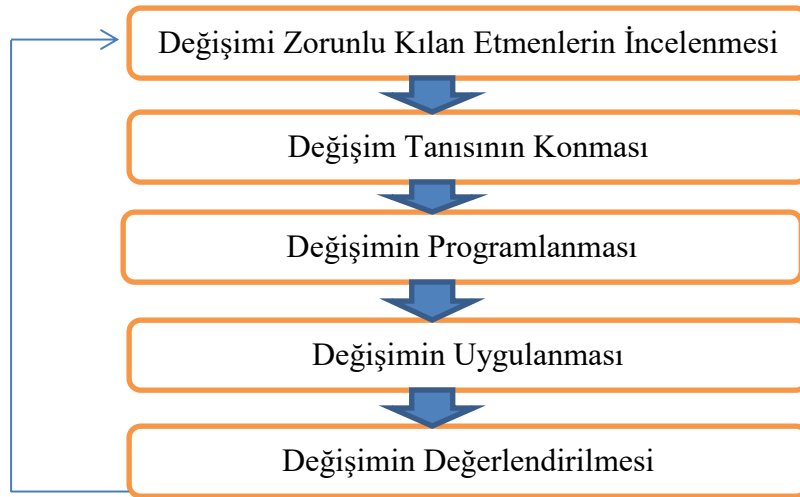 Değişimi Zorunlu Kılan Etmenlerin İncelenmesi
Değişim Tanısının Konması
Değişimin Programlanması
Değişimin Uygulanması
Değişimin Değerlendirilmesi